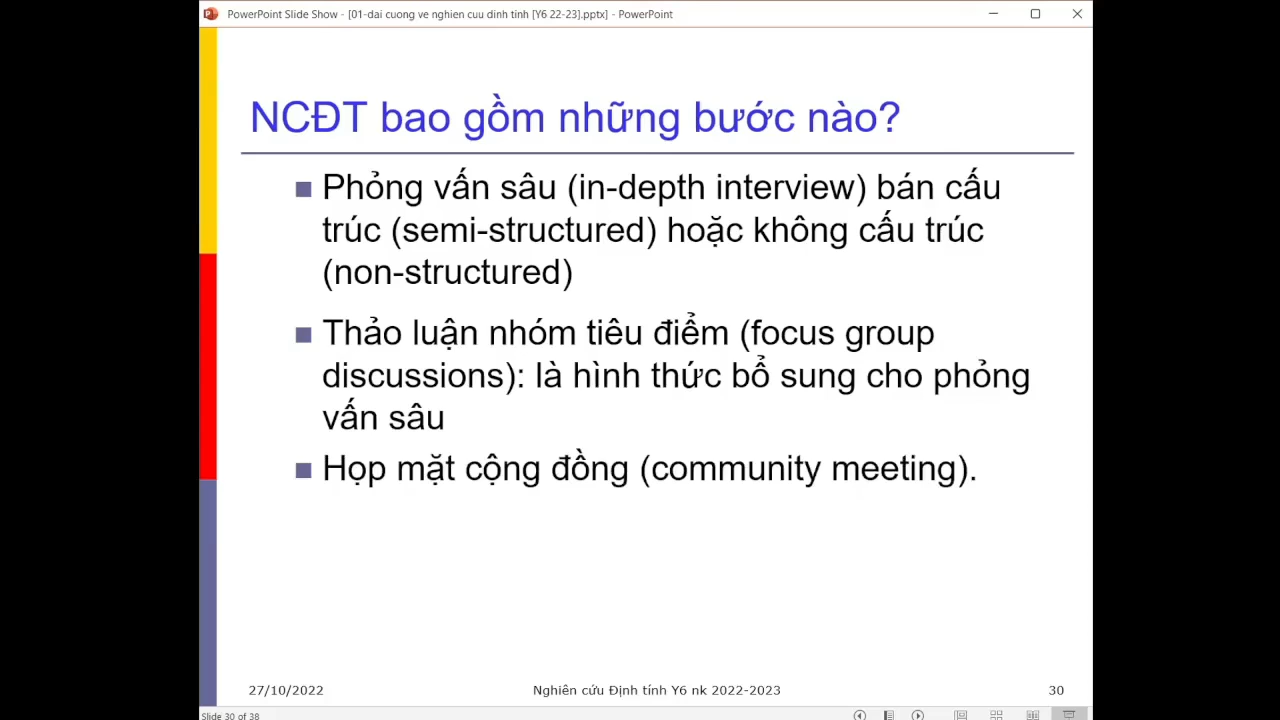 PowerPoint Slide Show - [01-dai cuong ve nghien cuu dinh tinh [Y6 22-23].pptx] - PowerPoint
NCĐT bao gồm những bước nào?
Phỏng vấn sâu (in-depth interview) bán cấu
trúc (semi-structured) hoặc không cấu trúc
(non-structured)
Thảo luận nhóm tiêu điểm (focus group
discussions): là hình thức bổ sung cho phỏng
vấn sâu
Họp mặt cộng đồng (community meeting).
27/10/2022
Nghiên cứu Định tính Y6 nk 2022-2023
30
Slide 30 of 38